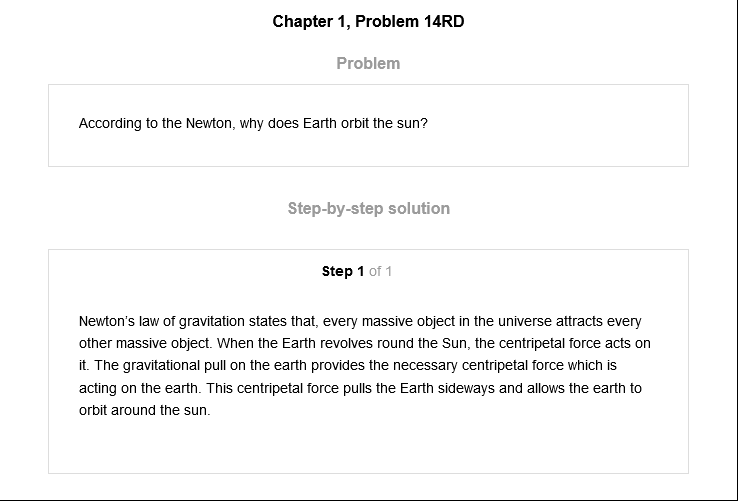 Chapter 1, Problem 14RD
Problem
According to the Newton, why does Earth orbit the sun?
Step-by-step solution
Step 1 of 1
Newton's law of gravitation states that, every massive object in the universe attracts every
other massive object. When the Earth revolves round the Sun, the centripetal force acts on
it. The gravitational pull on the earth provides the necessary centripetal force which is
acting on the earth. This centripetal force pulls the Earth sideways and allows the earth to
orbit around the sun.